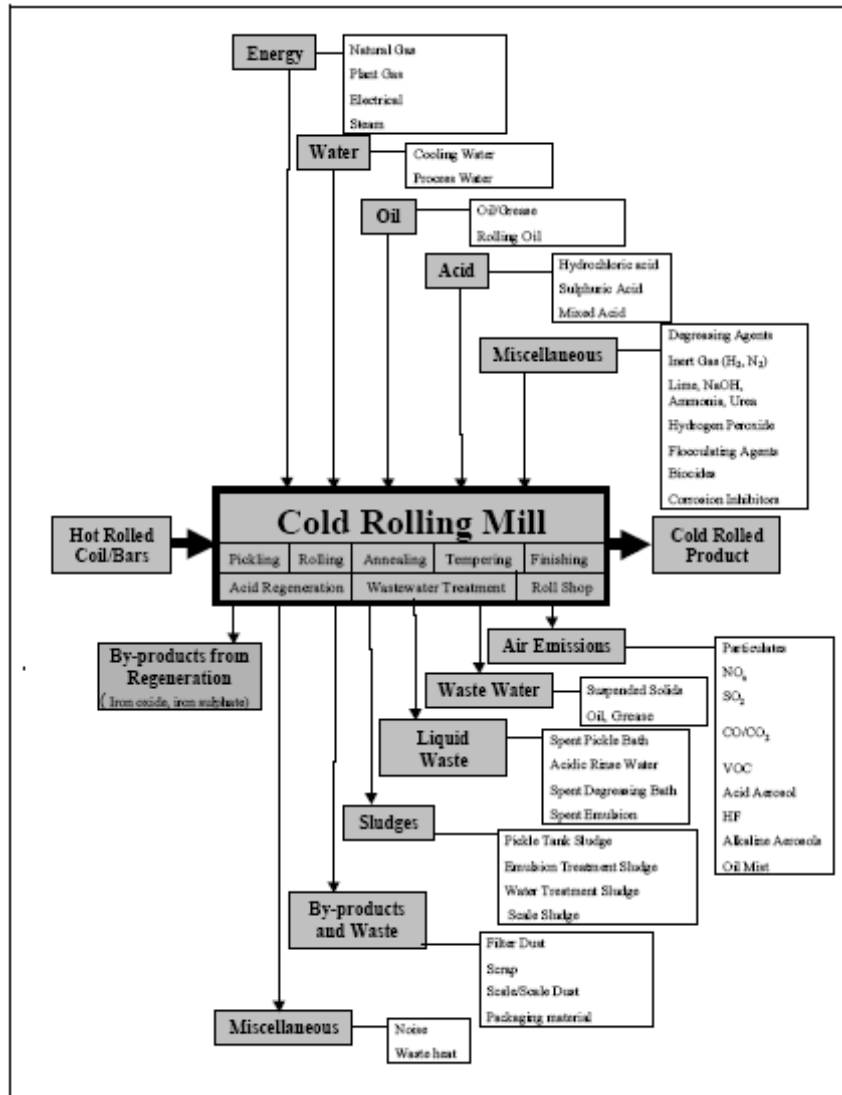 Energy
Natural Gas
Plant Gas
Electrical
Steam
Water
Cooling Water
Process Water
Oil
Oil/Grease
Rolling Oil
Acid
Hydrochloric acid
Sulphuric Acid
Mixed Acid
Miscellaneous
Degressing Agents
Inert Gas (H₂, N₂)
Lime, NaOH,
Ammonia, Urea
Hydrogen Peroxide
Flocculating Agents
Biocides
Corrosion Inhibitors
Hot Rolled
Coil/Bars
Cold Rolling Mill
Pickling
Rolling
Annealing
Tempering
Finishing
Acid Regeneration
Wastewater Treatment
Roll Shop
Cold Rolled
Product
By-products from
Regeneration
( Iron oxide, iron sulphate)
Air Emissions
Particulates
NOₓ
SO₂
CO/CO₂
VOC
Acid Aerosol
HF
Alkaline Aerosols
Oil Mist
Waste Water
Suspended Solids
Oil, Grease
Liquid
Waste
Spent Pickle Bath
Acidic Rinse Water
Spent Degressing Bath
Spent Emulsion
Sludges
Pickle Tank Sludge
Emulsion Treatment Sludge
Water Treatment Sludge
Scale Sludge
By-products
and Waste
Filter Dust
Scrap
Scale/Scale Dust
Packaging material
Miscellaneous
Noise
Waste heat